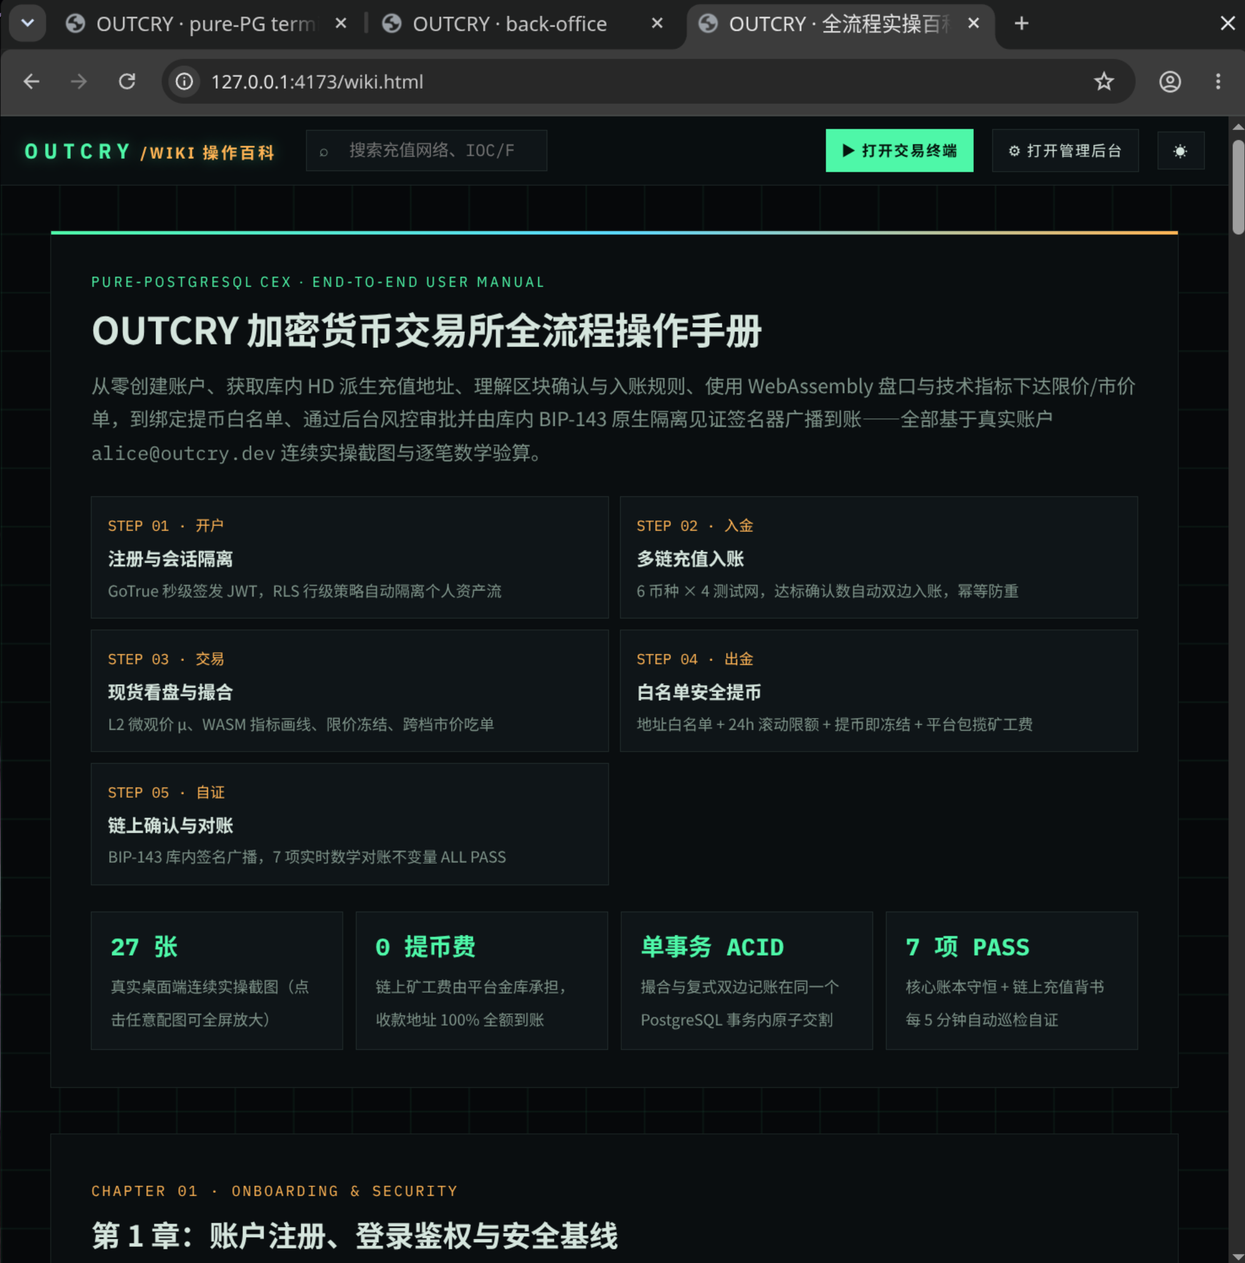 OUTCRY · pure-PG term
OUTCRY · back-office
OUTCRY · 全流程实操百
127.0.0.1:4173/wiki.html
OUTCRY /WIKI 操作百科
搜索充值网络、IOC/F
▶ 打开交易终端
⚙ 打开管理后台
PURE-POSTGRESQL CEX · END-TO-END USER MANUAL
OUTCRY 加密货币交易所全流程操作手册
从零创建账户、获取库内 HD 派生充值地址、理解区块确认与入账规则、使用 WebAssembly 盘口与技术指标下达限价/市价
单，到绑定提币白名单、通过后台风控审批并由库内 BIP-143 原生隔离见证签名器广播到账——全部基于真实账户
alice@outcry.dev 连续实操截图与逐笔数学验算。
STEP 01 · 开户
注册与会话隔离
GoTrue 秒级签发 JWT，RLS 行级策略自动隔离个人资产流
STEP 02 · 入金
多链充值入账
6 币种 × 4 测试网，达标确认数自动双边入账，幂等防重
STEP 03 · 交易
现货看盘与撮合
L2 微观价 μ、WASM 指标画线、限价冻结、跨档市价吃单
STEP 04 · 出金
白名单安全提币
地址白名单 + 24h 滚动限额 + 提币即冻结 + 平台包揽矿工费
STEP 05 · 自证
链上确认与对账
BIP-143 库内签名广播，7 项实时数学对账不变量 ALL PASS
27 张
真实桌面端连续实操截图（点
击任意配图可全屏放大）
0 提币费
链上矿工费由平台金库承担，
收款地址 100% 全额到账
单事务 ACID
撮合与复式双边记账在同一个
PostgreSQL 事务内原子交割
7 项 PASS
核心账本守恒 + 链上充值背书
每 5 分钟自动巡检自证
CHAPTER 01 · ONBOARDING & SECURITY
第 1 章：账户注册、登录鉴权与安全基线